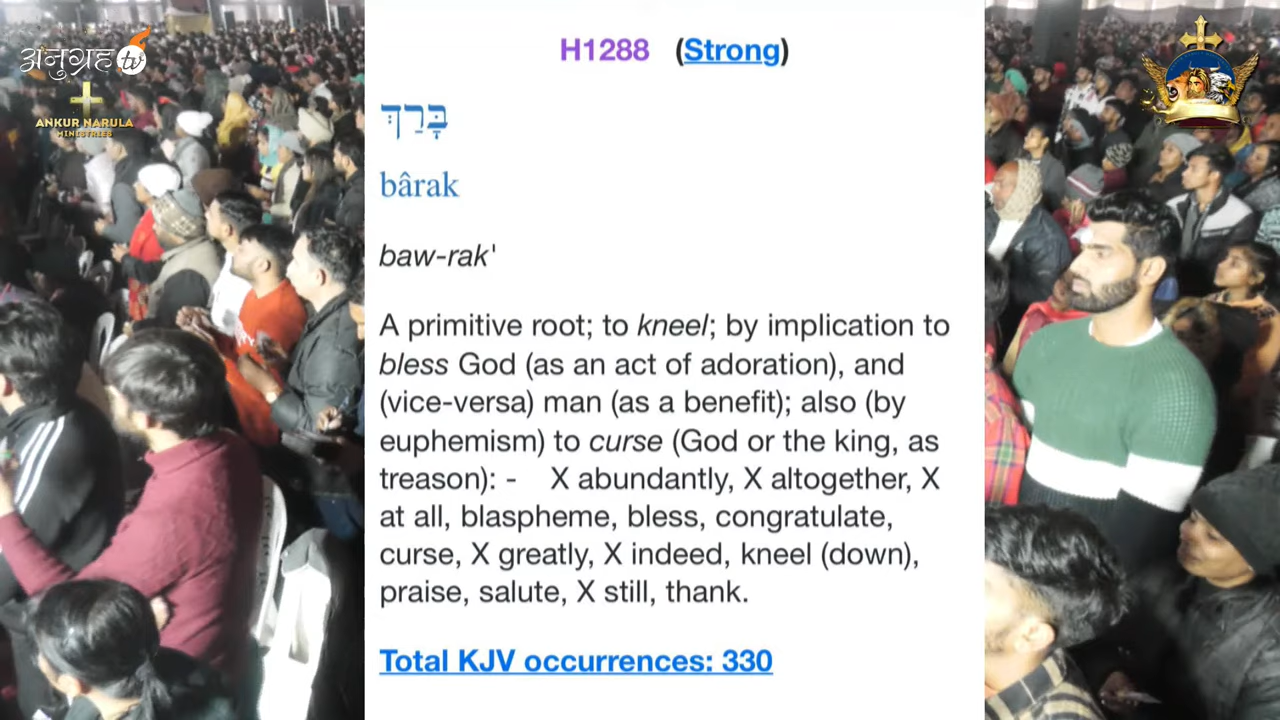 अनुग्रह tv
ANKUR NARULA
MINISTRIES
H1288 (Strong)
בָּרַךְ
bârak
baw-rak'
A primitive root; to kneel; by implication to
bless God (as an act of adoration), and
(vice-versa) man (as a benefit); also (by
euphemism) to curse (God or the king, as
treason): - X abundantly, X altogether, X
at all, blaspheme, bless, congratulate,
curse, X greatly, X indeed, kneel (down),
praise, salute, X still, thank.
Total KJV occurrences: 330